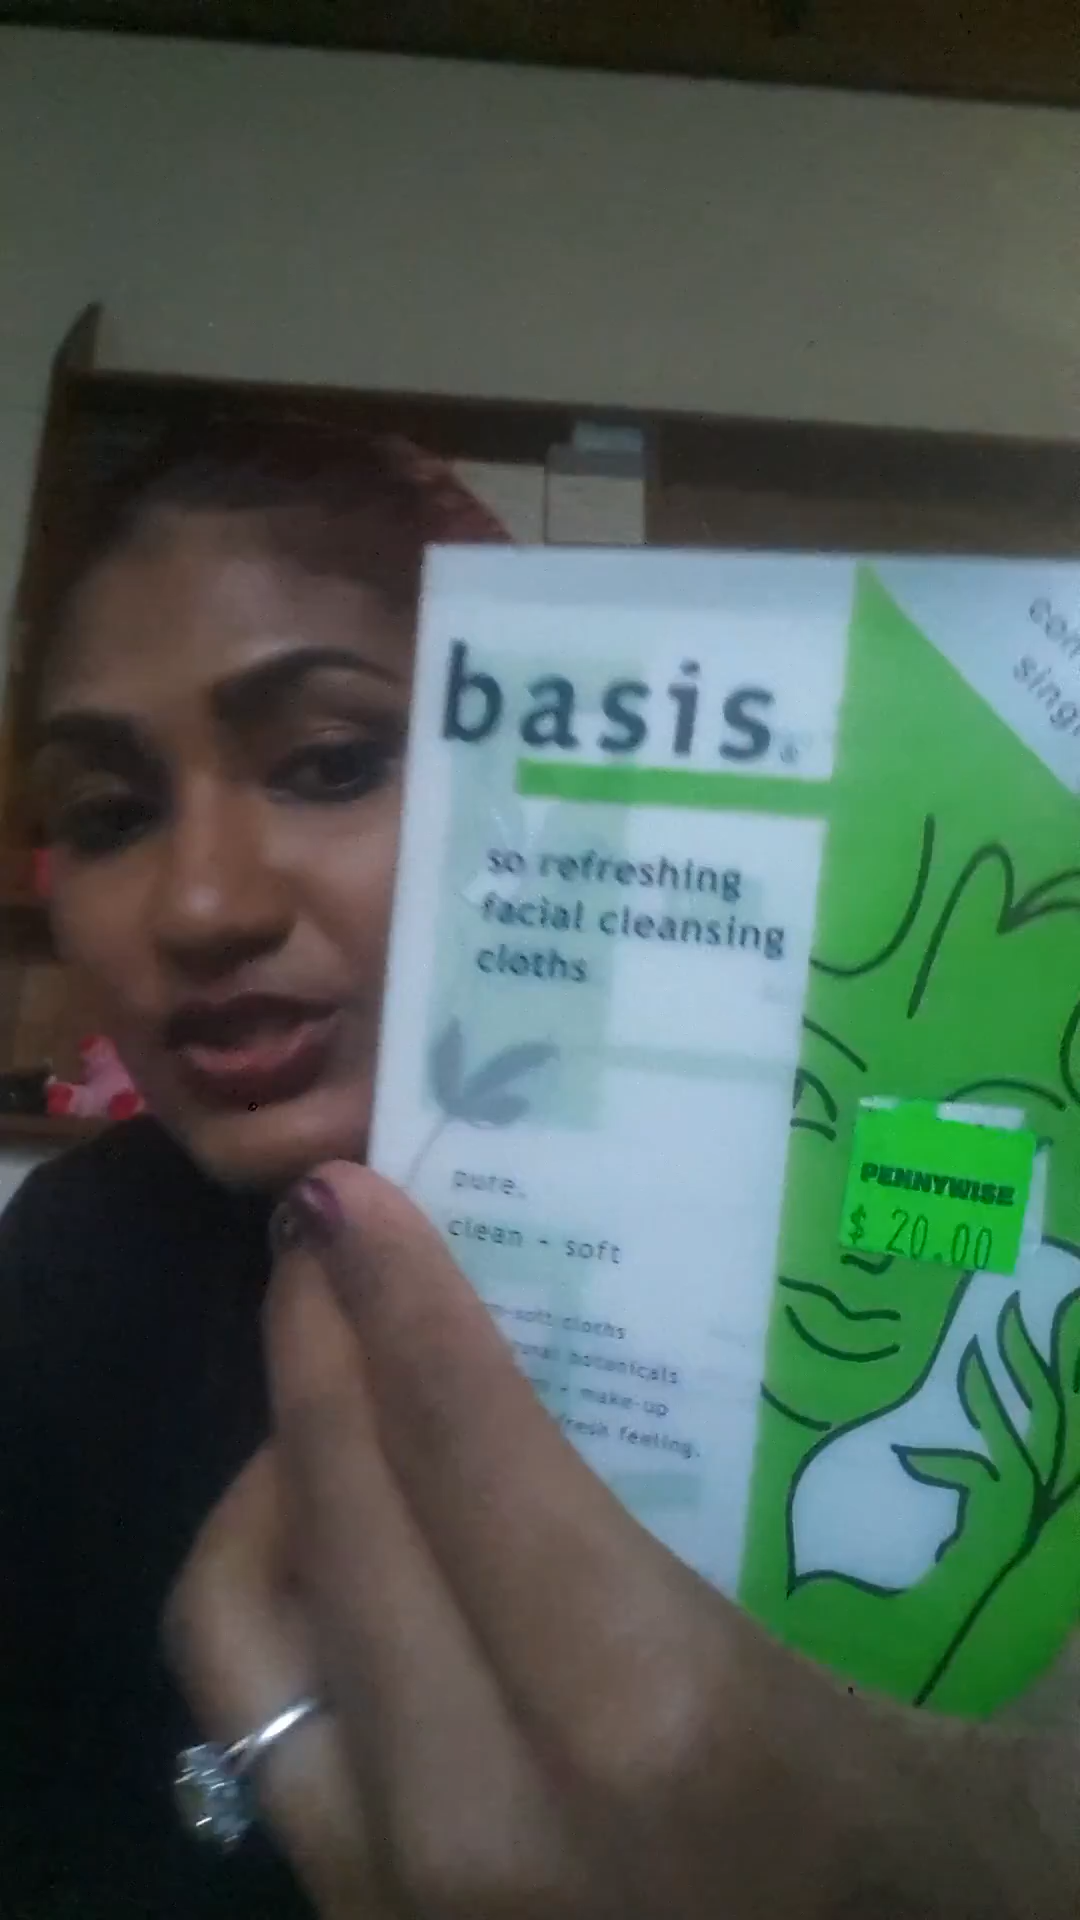 basis
so refreshing
facial cleansing
cloths
pure.
clean - soft
-soft cloths
botanicals
- make-up
fresh feeling.
PENNYWISE
$ 20.00